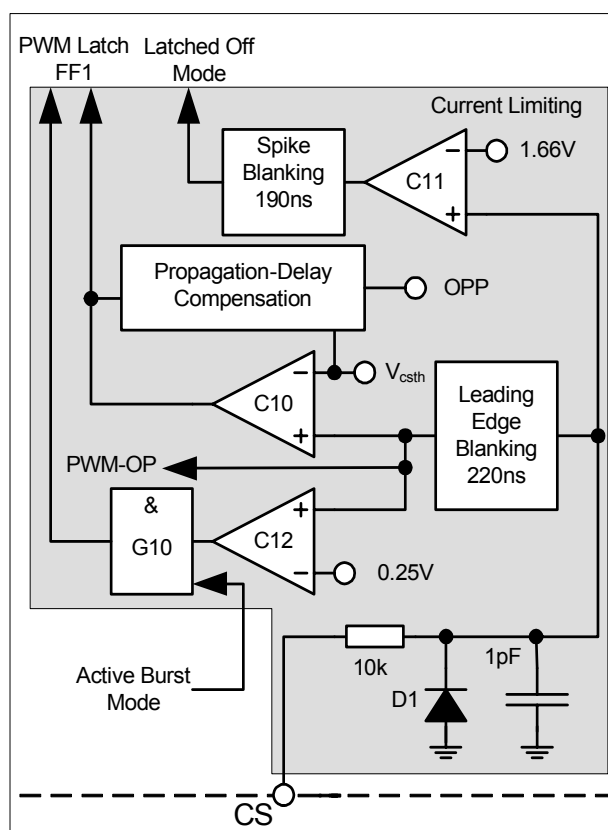 PWM Latch
FF1
Latched Off
Mode
Current Limiting
Spike
Blanking
190ns
C11
1.66V
Propagation-Delay
Compensation
OPP
Vcsth
C10
Leading
Edge
Blanking
220ns
PWM-OP
&
G10
C12
0.25V
Active Burst
Mode
10k
D1
1pF
CS